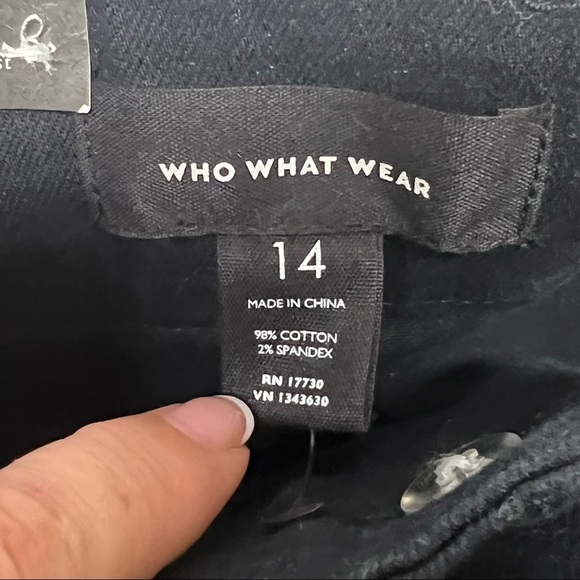 WHO WHAT WEAR
14
MADE IN CHINA
98% COTTON
2% SPANDEX
RN 17730
VN 1343630